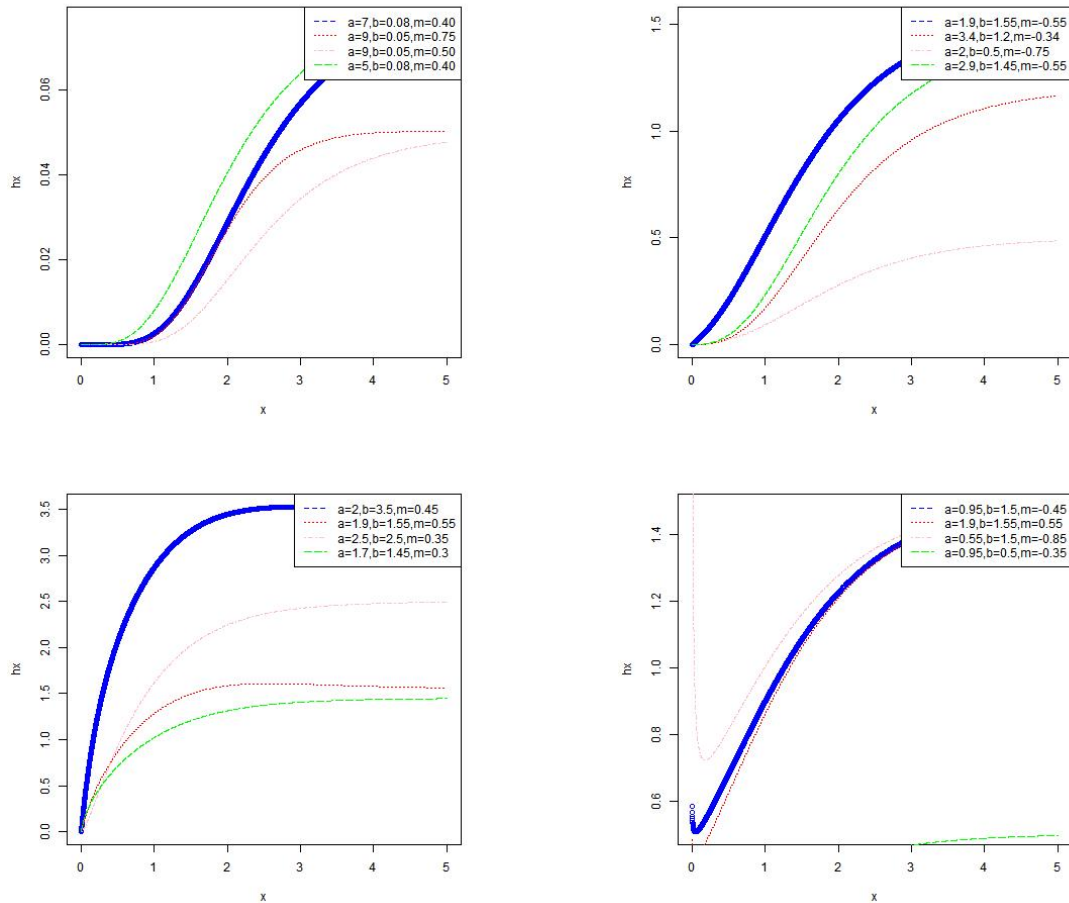 a=7,b=0.08,m=0.40
a=9,b=0.05,m=0.75
a=9,b=0.05,m=0.50
a=5,b=0.08,m=0.40
hx
0.06
0.04
0.02
0.00
0 1 2 3 4 5
x
a=1.9,b=1.55,m=-0.55
a=3.4,b=1.2,m=-0.34
a=2,b=0.5,m=-0.75
a=2.9,b=1.45,m=-0.55
hx
1.5
1.0
0.5
0.0
0 1 2 3 4 5
x
a=2,b=3.5,m=0.45
a=1.9,b=1.55,m=0.55
a=2.5,b=2.5,m=0.35
a=1.7,b=1.45,m=0.3
hx
3.5
3.0
2.5
2.0
1.5
1.0
0.5
0.0
0 1 2 3 4 5
x
a=0.95,b=1.5,m=-0.45
a=1.9,b=1.55,m=0.55
a=0.55,b=1.5,m=-0.85
a=0.95,b=0.5,m=-0.35
hx
1.4
1.2
1.0
0.8
0.6
0 1 2 3 4 5
x